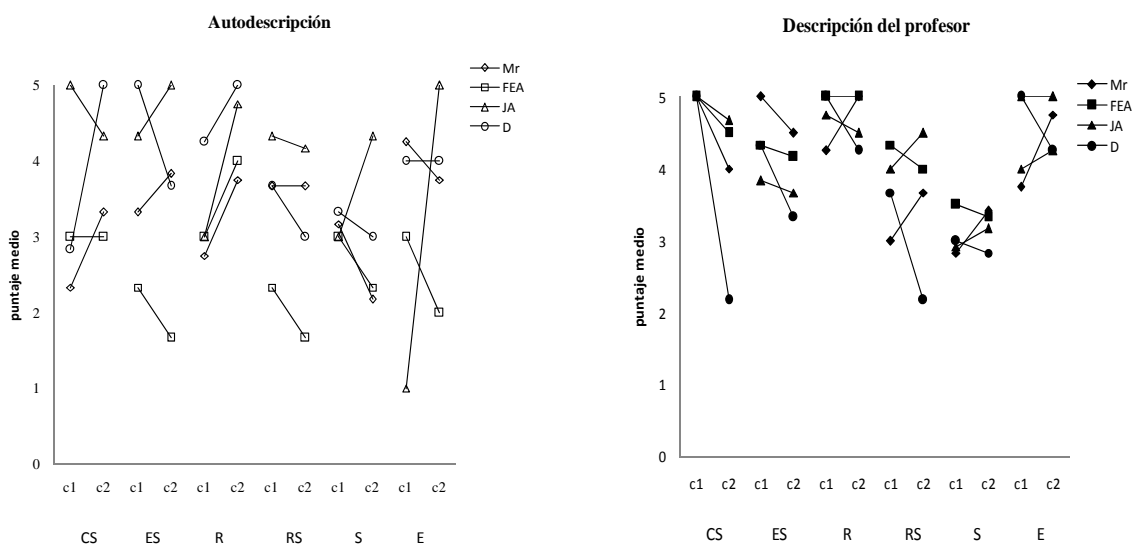 Autodescripción
puntaje medio
5
4
3
2
1
0
c1 c2 c1 c2 c1 c2 c1 c2 c1 c2 c1 c2
CS ES R RS S E
Mr
FEA
JA
D
Descripción del profesor
puntaje medio
5
4
3
2
1
0
c1 c2 c1 c2 c1 c2 c1 c2 c1 c2 c1 c2
CS ES R RS S E
Mr
FEA
JA
D